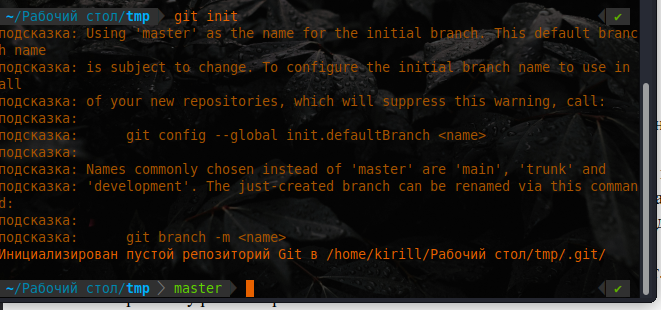 ~/Рабочий стол/tmp git init ✔
подсказка: Using 'master' as the name for the initial branch. This default branc
h name
подсказка: is subject to change. To configure the initial branch name to use in
all
подсказка: of your new repositories, which will suppress this warning, call:
подсказка:
подсказка: git config --global init.defaultBranch <name>
подсказка:
подсказка: Names commonly chosen instead of 'master' are 'main', 'trunk' and
подсказка: 'development'. The just-created branch can be renamed via this comman
d:
подсказка:
подсказка: git branch -m <name>
Инициализирован пустой репозиторий Git в /home/kirill/Рабочий стол/tmp/.git/
~/Рабочий стол/tmp master ✔